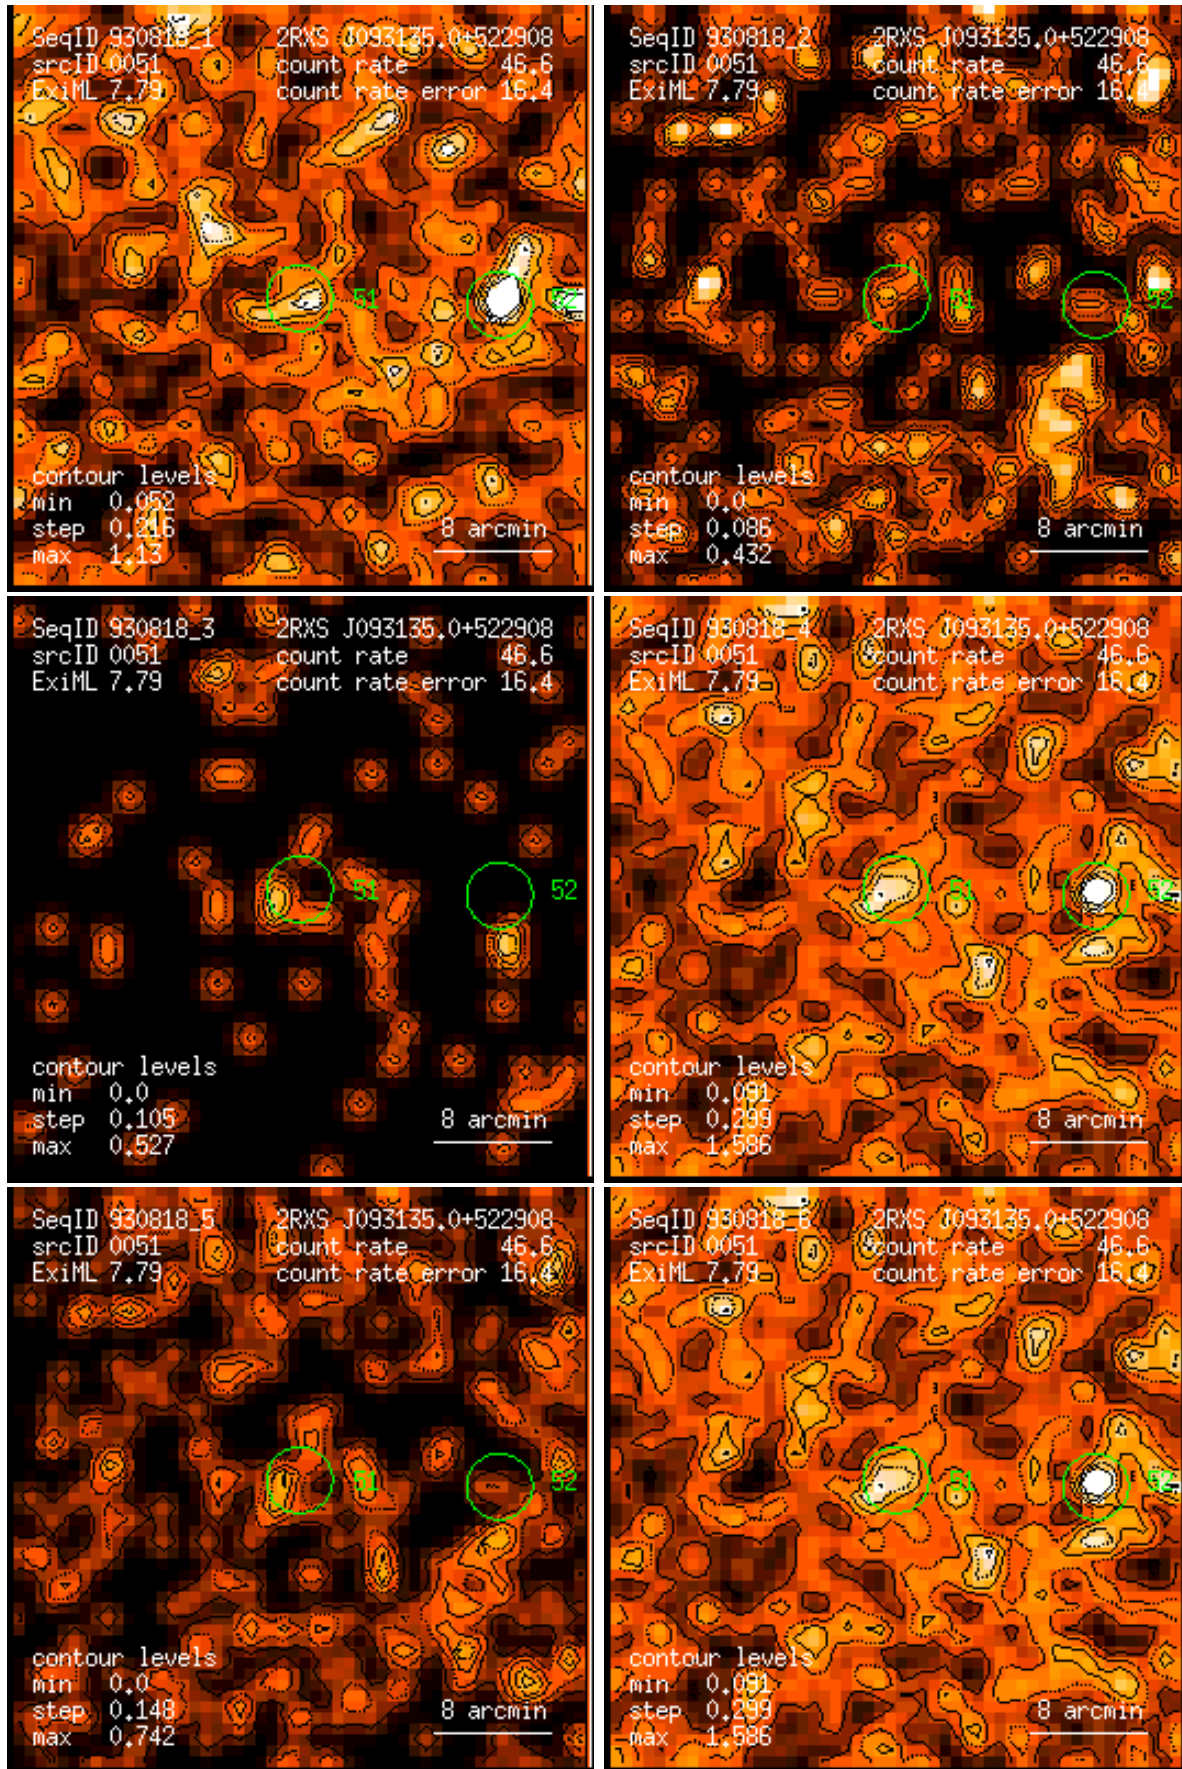 SeqID 930818_1 2RXS J093135.0+522908
srcID 0051 count rate 46.6
ExiML 7.79 count rate error 16.4
51 52
contour levels
min 0.052
step 0.216 8 arcmin
max 1.13
SeqID 930818_2 2RXS J093135.0+522908
srcID 0051 count rate 46.6
ExiML 7.79 count rate error 16.4
51 52
contour levels
min 0.0
step 0.086 8 arcmin
max 0.432
SeqID 930818_3 2RXS J093135.0+522908
srcID 0051 count rate 46.6
ExiML 7.79 count rate error 16.4
51 52
contour levels
min 0.0
step 0.105 8 arcmin
max 0.527
SeqID 930818_4 2RXS J093135.0+522908
srcID 0051 count rate 46.6
ExiML 7.79 count rate error 16.4
51 52
contour levels
min 0.091
step 0.299 8 arcmin
max 1.586
SeqID 930818_5 2RXS J093135.0+522908
srcID 0051 count rate 46.6
ExiML 7.79 count rate error 16.4
51 52
contour levels
min 0.0
step 0.148 8 arcmin
max 0.742
SeqID 930818_6 2RXS J093135.0+522908
srcID 0051 count rate 46.6
ExiML 7.79 count rate error 16.4
51 52
contour levels
min 0.091
step 0.299 8 arcmin
max 1.586